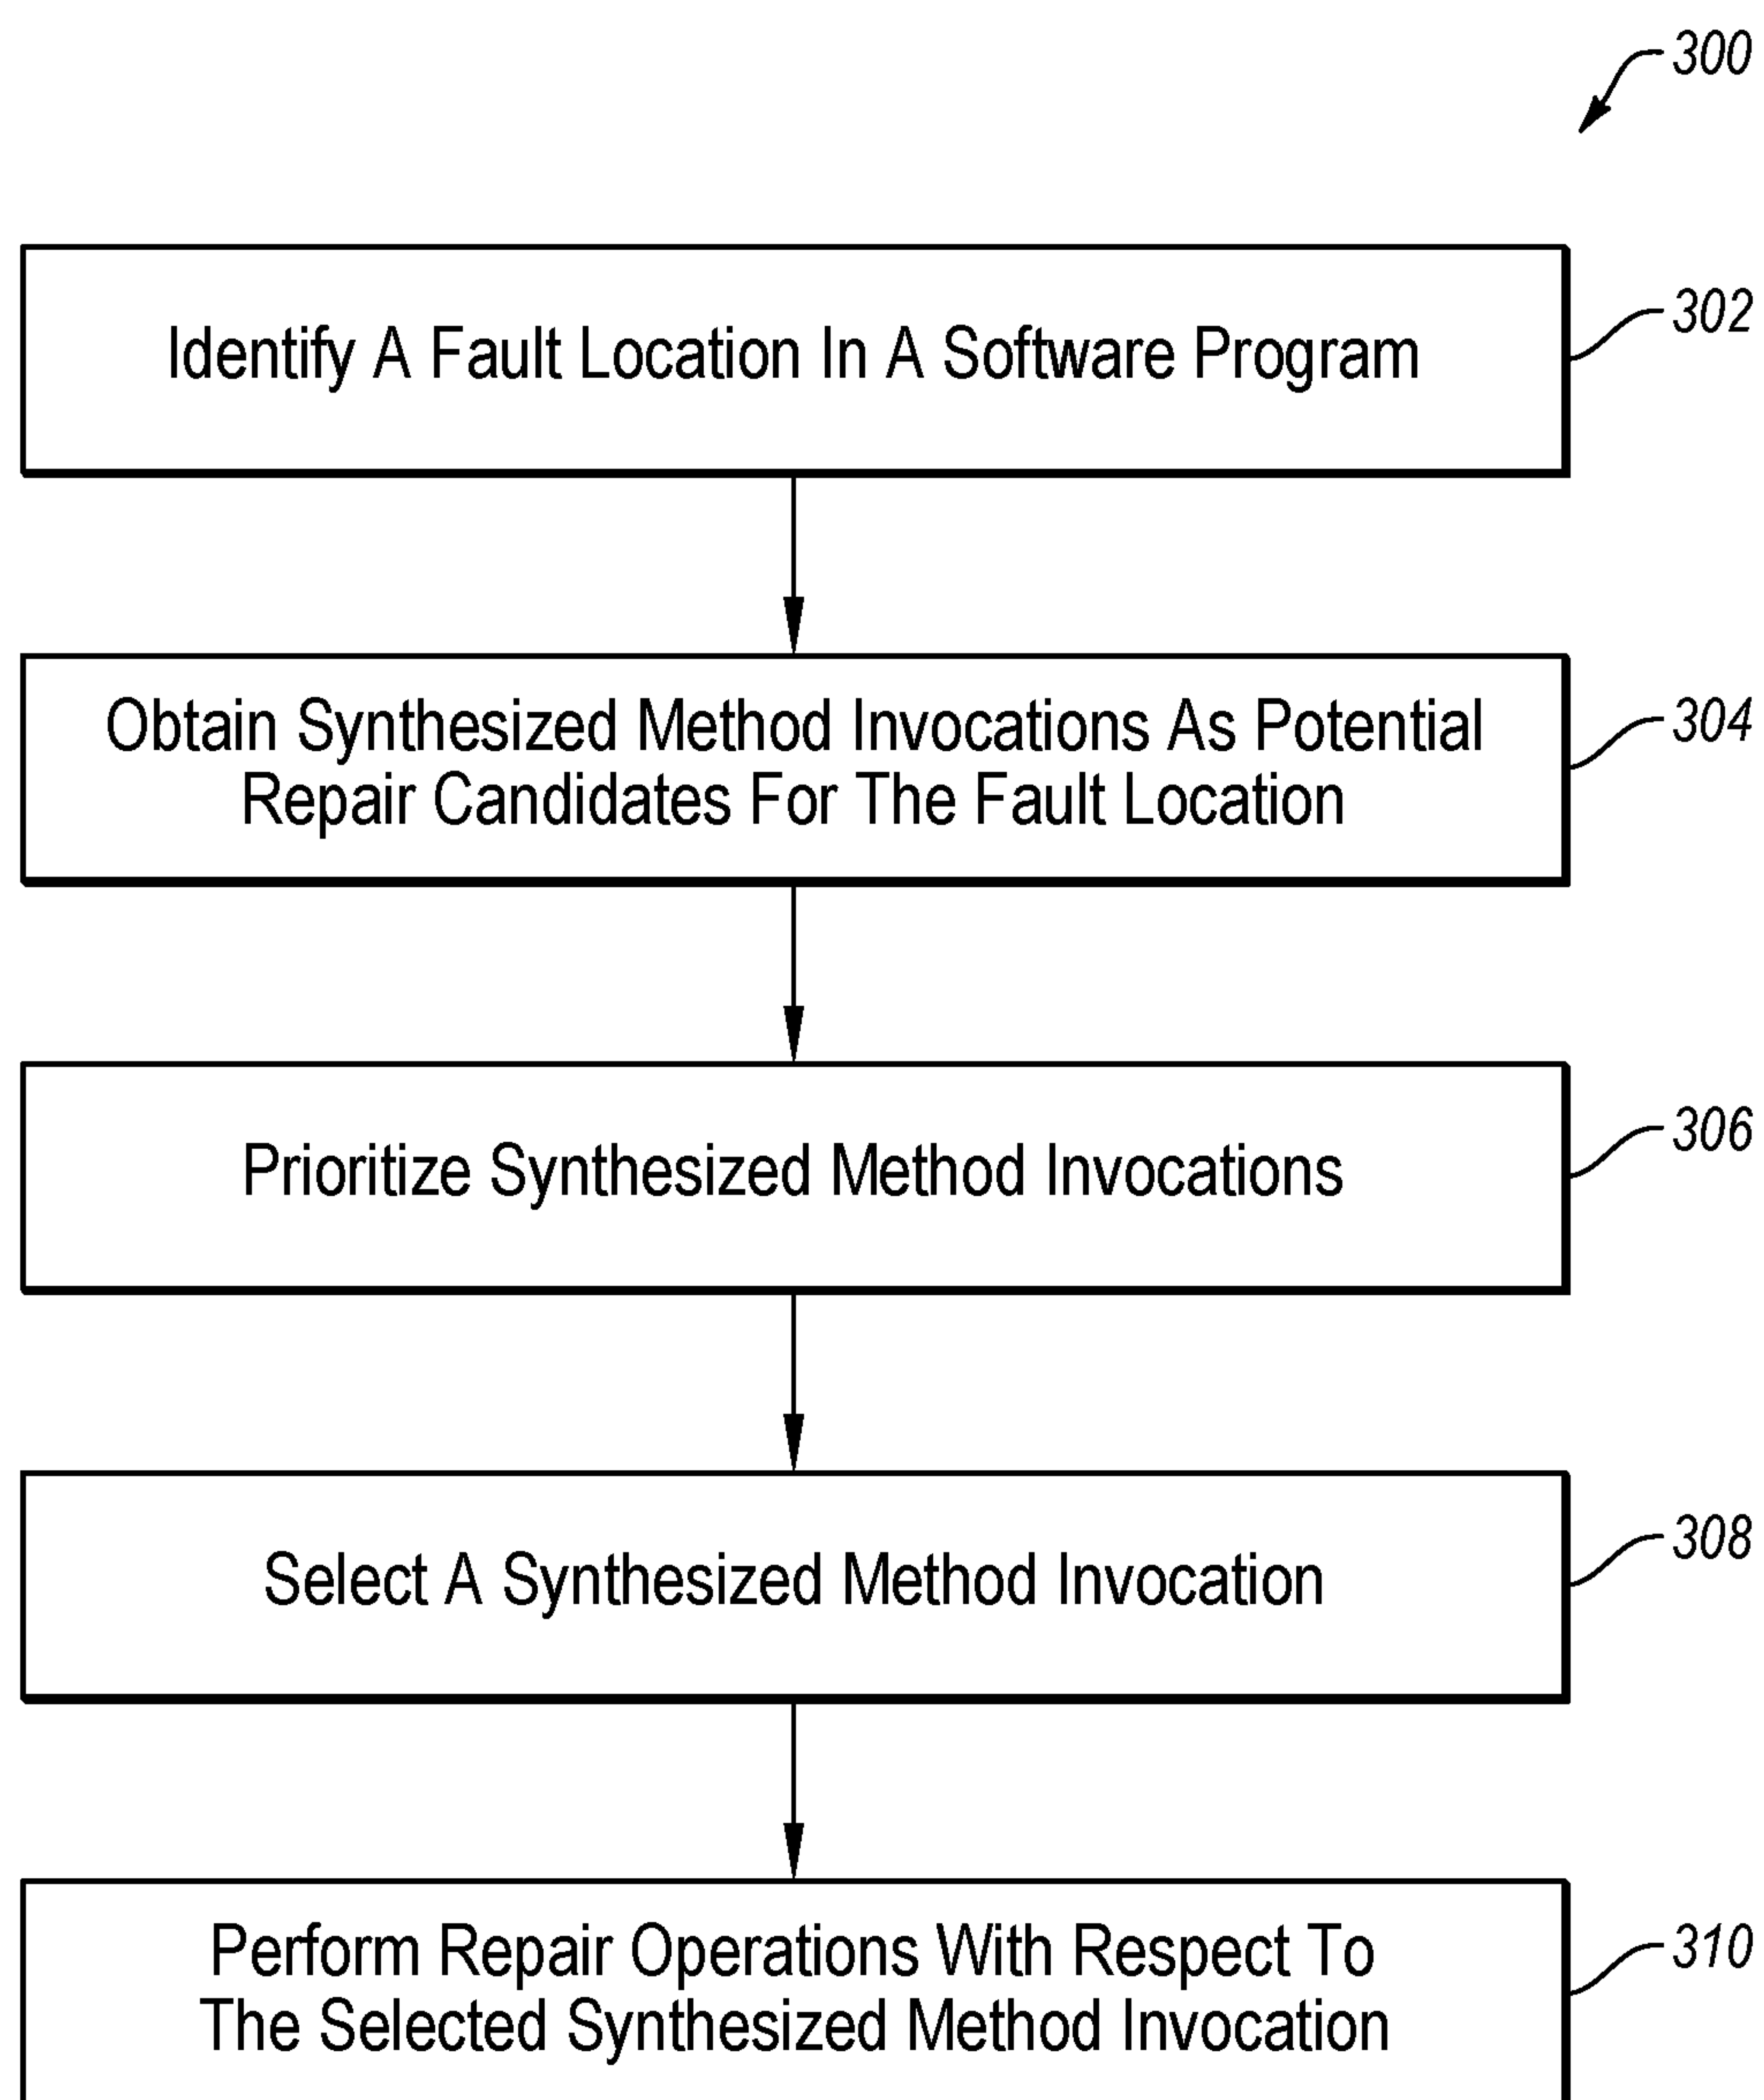 300
Identify A Fault Location In A Software Program
302
Obtain Synthesized Method Invocations As Potential
Repair Candidates For The Fault Location
304
Prioritize Synthesized Method Invocations
306
Select A Synthesized Method Invocation
308
Perform Repair Operations With Respect To
The Selected Synthesized Method Invocation
310